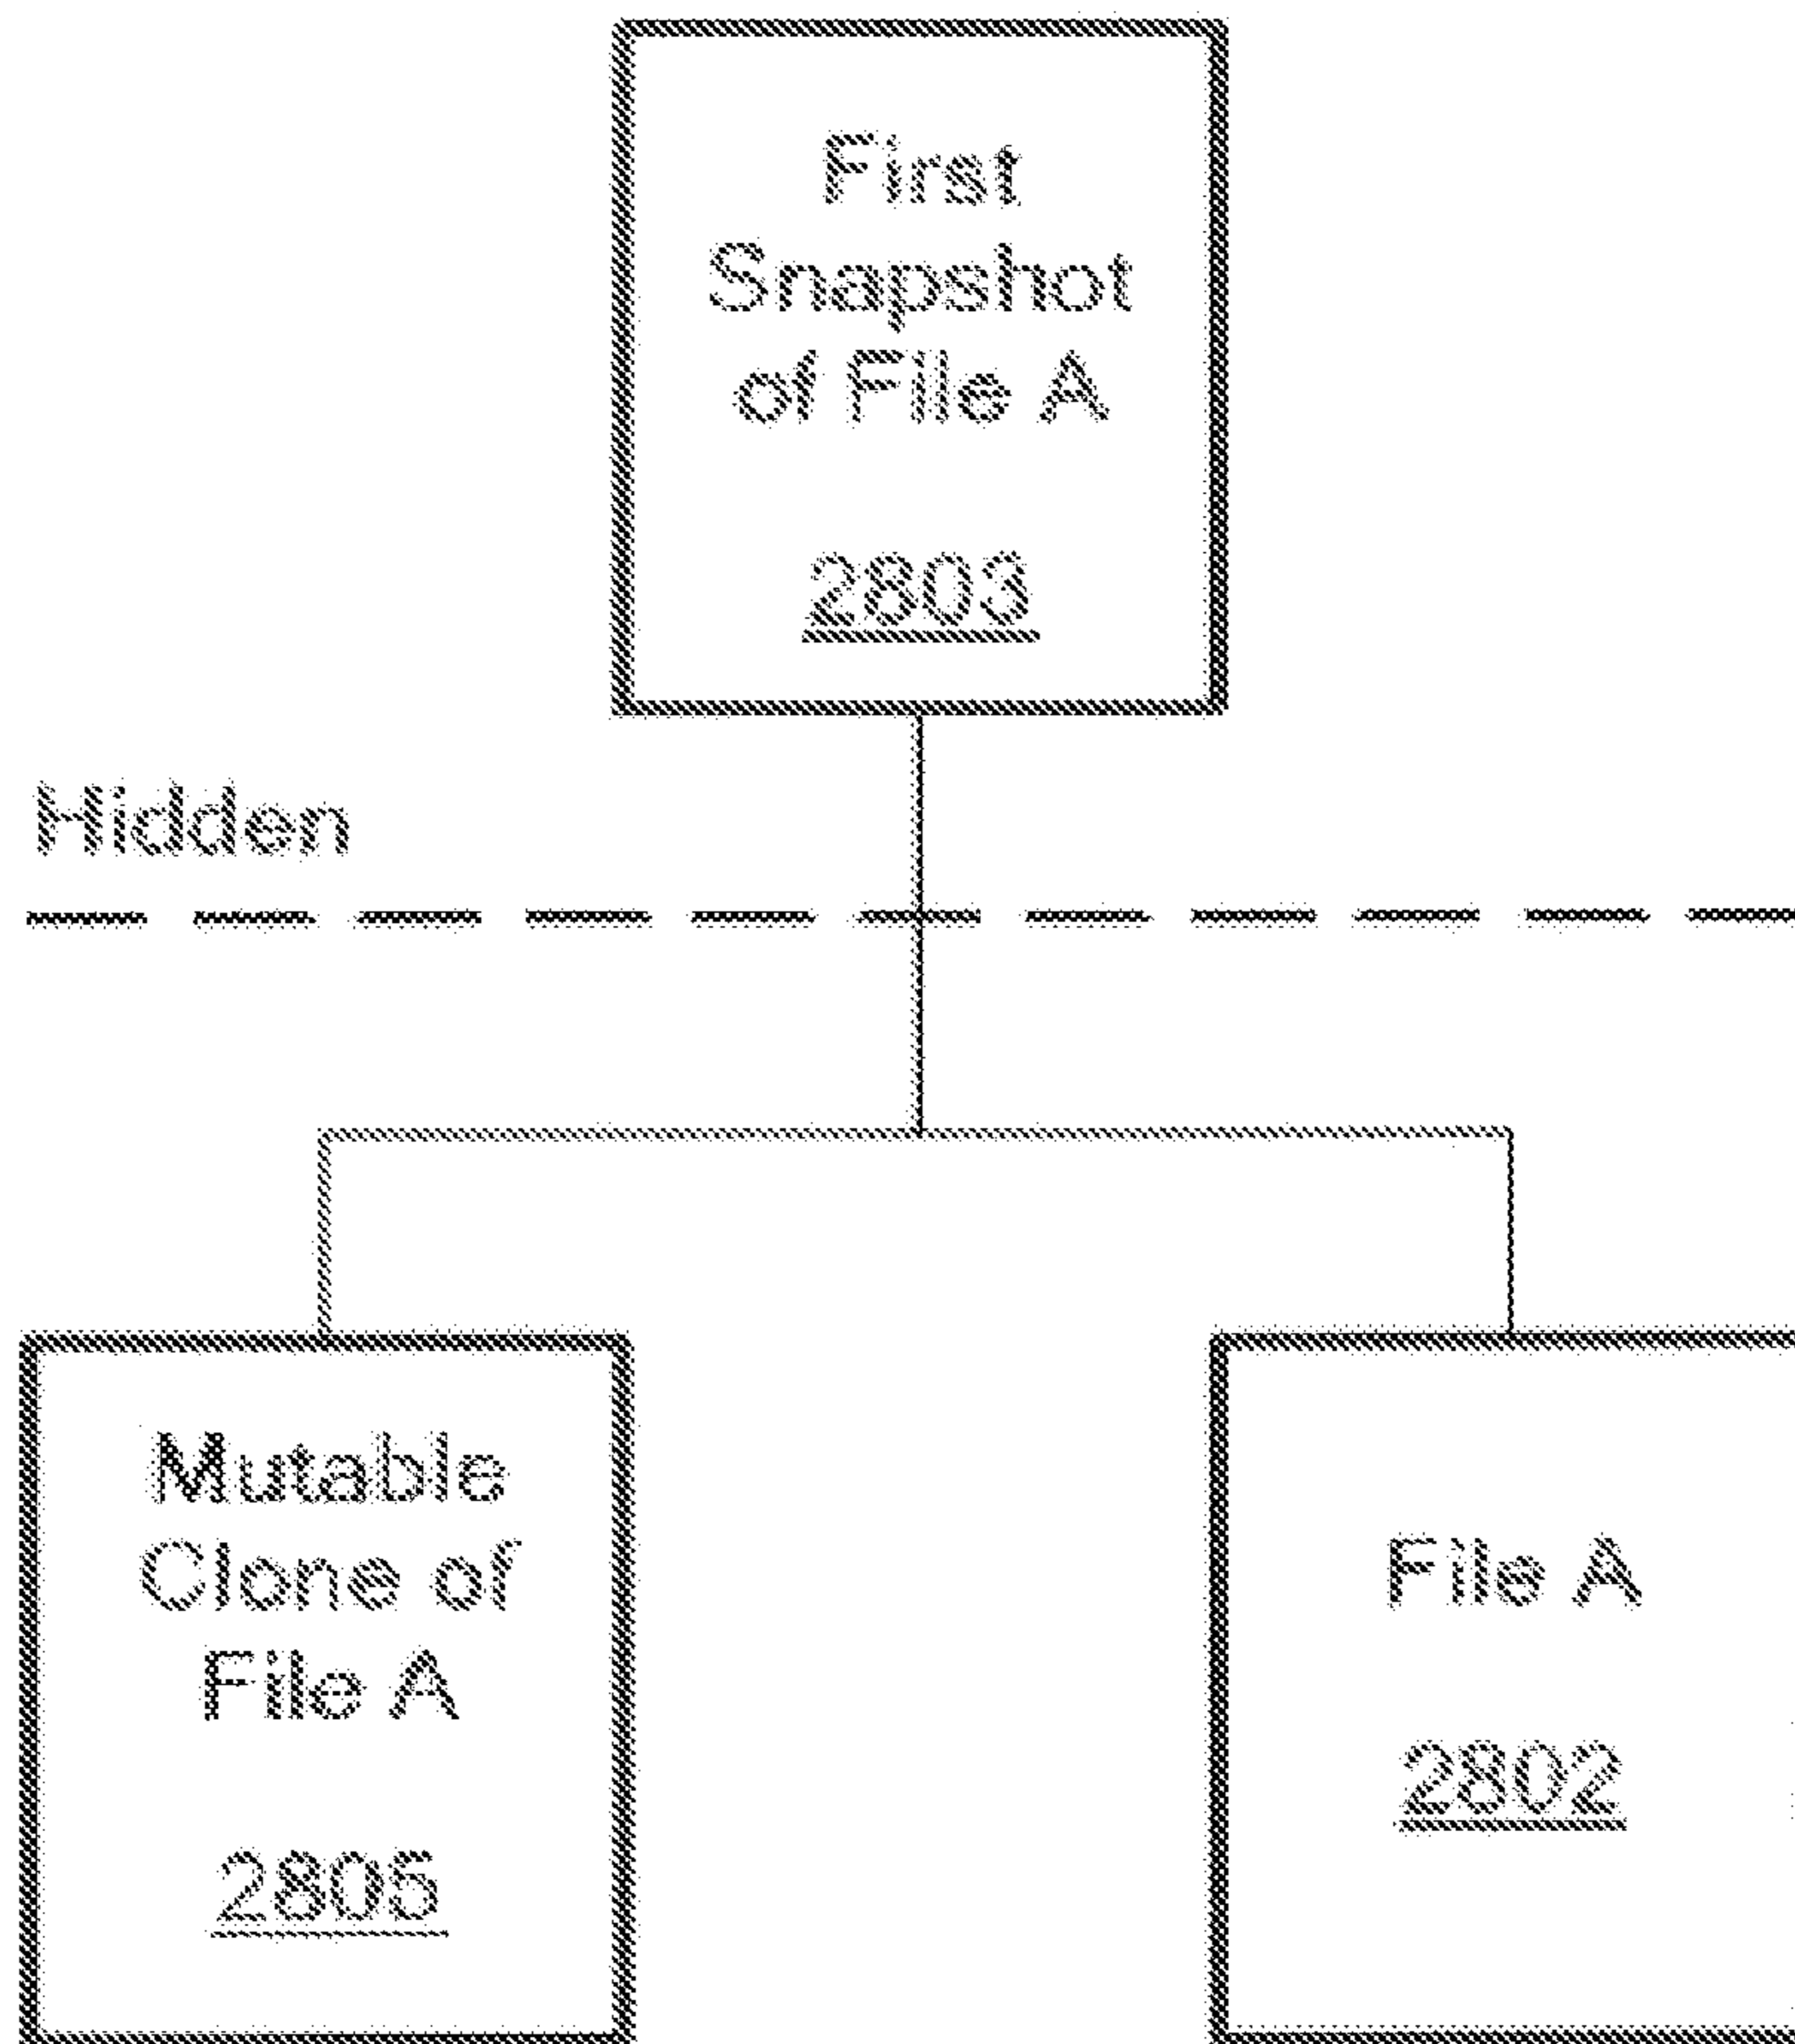 First
Snapshot
of File A
2803
Hidden
Mutable
Clone of
File A
2805
File A
2802